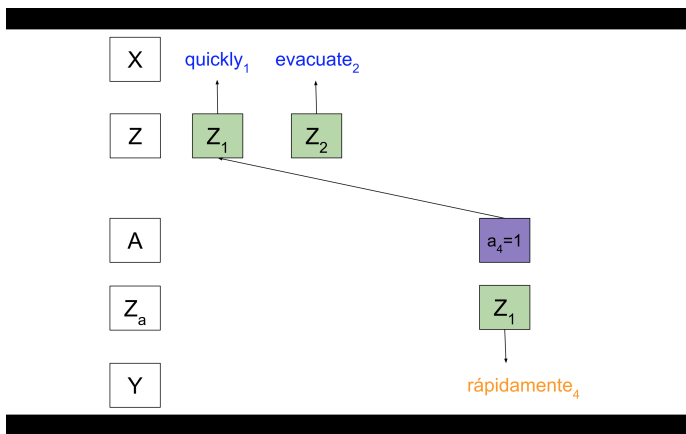 X quickly₁ evacuate₂
Z Z₁ Z₂
A a₄=1
Zₐ Z₁
Y rápidamente₄